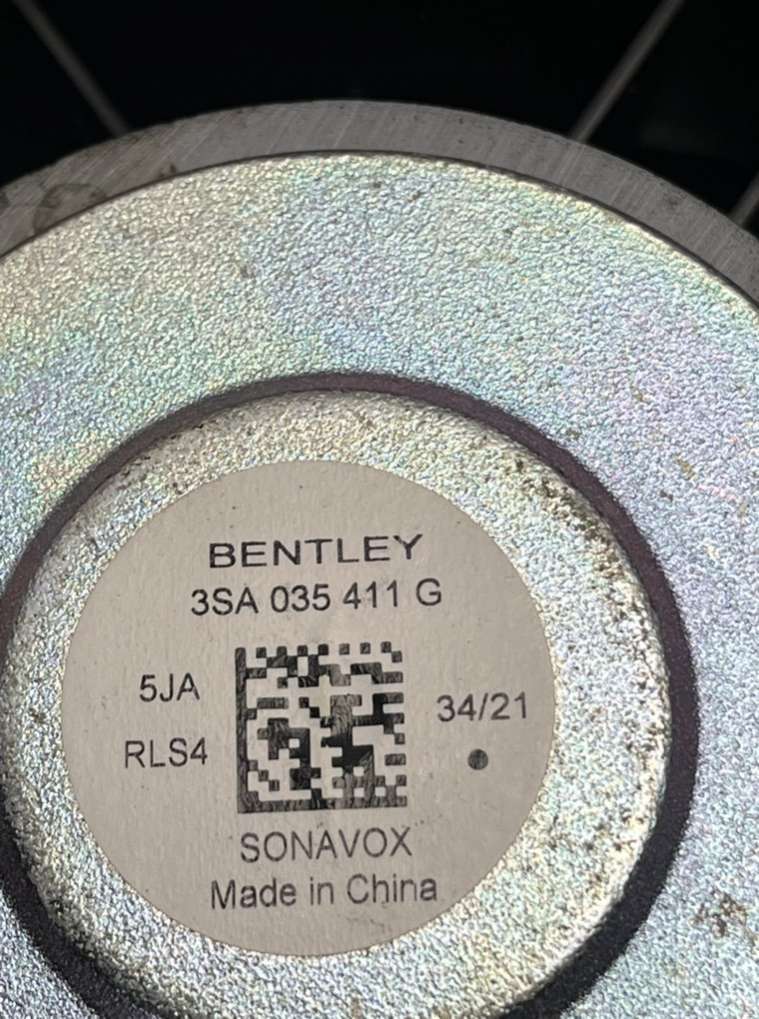 BENTLEY
3SA 035 411 G
5JA
34/21
RLS4
SONAVOX
Made in China